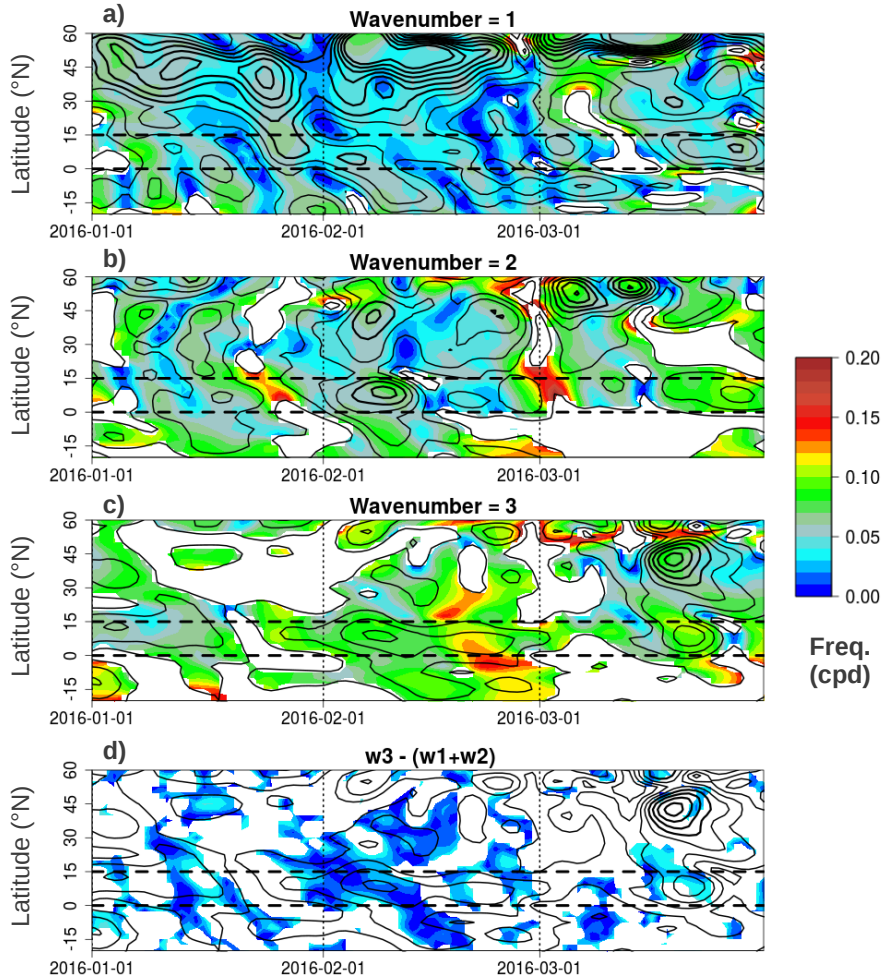 a)
Wavenumber = 1
Latitude (°N)
60
45
30
15
0
-15
2016-01-01
2016-02-01
2016-03-01
b)
Wavenumber = 2
Latitude (°N)
60
45
30
15
0
-15
2016-01-01
2016-02-01
2016-03-01
c)
Wavenumber = 3
Latitude (°N)
60
45
30
15
0
-15
2016-01-01
2016-02-01
2016-03-01
d)
w3 - (w1+w2)
Latitude (°N)
60
45
30
15
0
-15
2016-01-01
2016-02-01
2016-03-01
0.20
0.15
0.10
0.05
0.00
Freq.
(cpd)